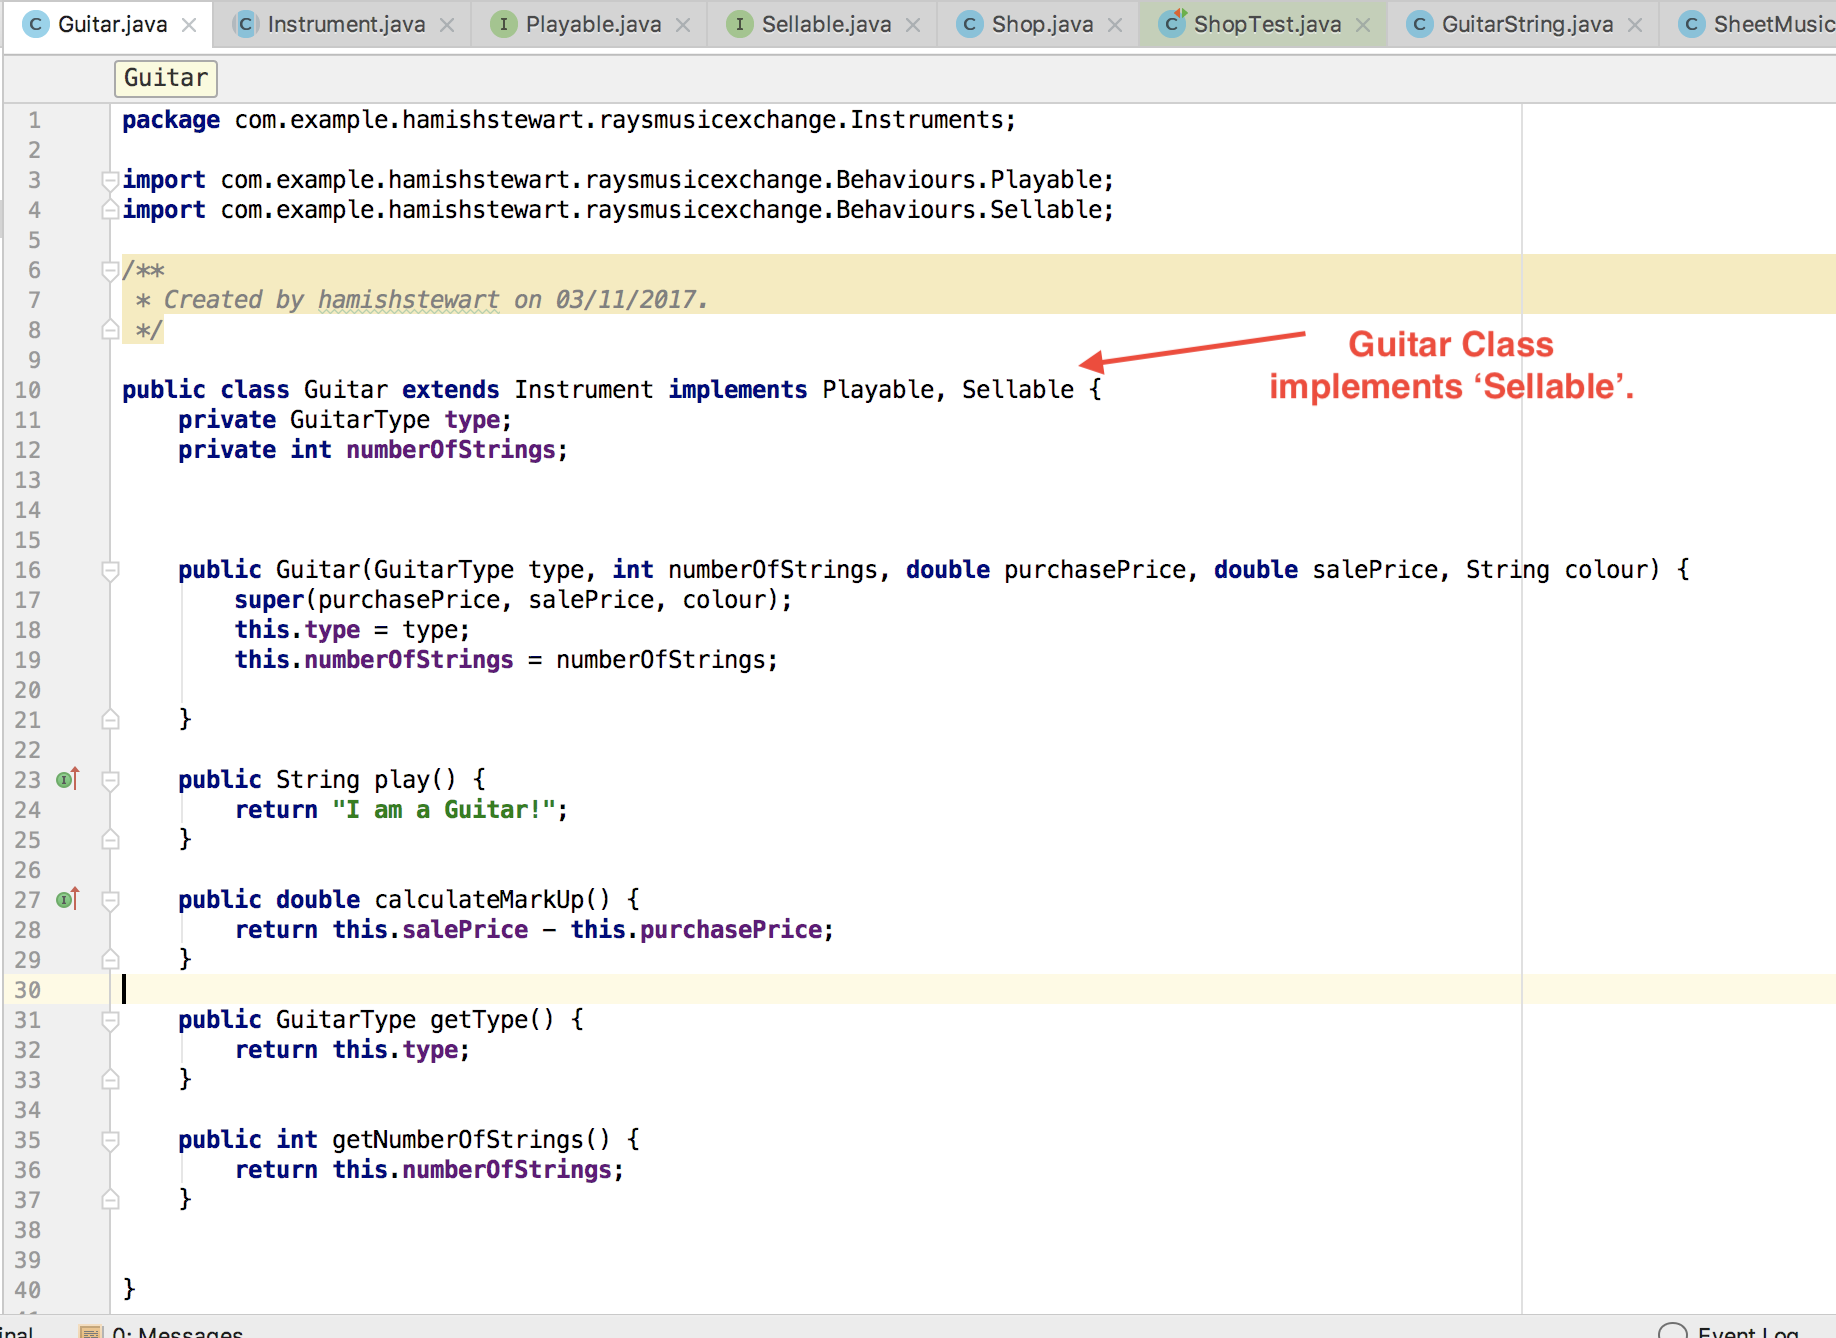 Guitar.java Instrument.java Playable.java Sellable.java Shop.java ShopTest.java GuitarString.java SheetMusic
Guitar
1 package com.example.hamishstewart.raysmusicexchange.Instruments;
2
3 import com.example.hamishstewart.raysmusicexchange.Behaviours.Playable;
4 import com.example.hamishstewart.raysmusicexchange.Behaviours.Sellable;
5
6 /**
7 * Created by hamishstewart on 03/11/2017.
8 */
9
Guitar Class
implements ‘Sellable’.
10 public class Guitar extends Instrument implements Playable, Sellable {
11 private GuitarType type;
12 private int numberOfStrings;
13
14
15
16 public Guitar(GuitarType type, int numberOfStrings, double purchasePrice, double salePrice, String colour) {
17 super(purchasePrice, salePrice, colour);
18 this.type = type;
19 this.numberOfStrings = numberOfStrings;
20
21 }
22
23 public String play() {
24 return "I am a Guitar!";
25 }
26
27 public double calculateMarkUp() {
28 return this.salePrice - this.purchasePrice;
29 }
30
31 public GuitarType getType() {
32 return this.type;
33 }
34
35 public int getNumberOfStrings() {
36 return this.numberOfStrings;
37 }
38
39
40 }
0: Messages Event Log